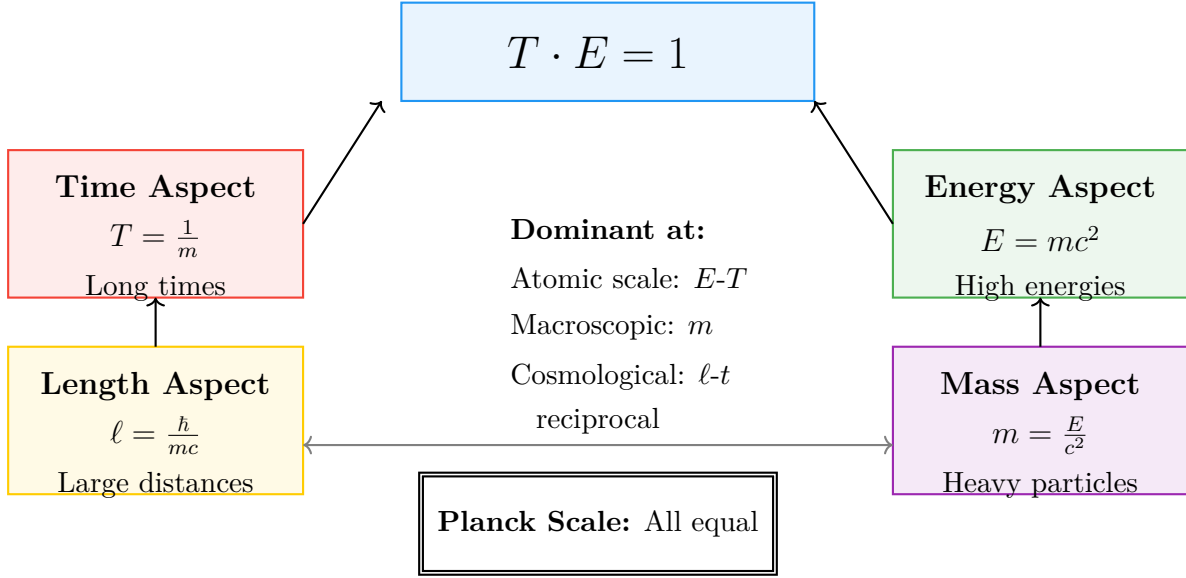 T · E = 1
Time Aspect
T = 1/m
Long times
Energy Aspect
E = mc²
High energies
Dominant at:
Atomic scale: E-T
Macroscopic: m
Cosmological: ℓ-t
reciprocal
Length Aspect
ℓ = ħ/mc
Large distances
Mass Aspect
m = E/c²
Heavy particles
Planck Scale: All equal